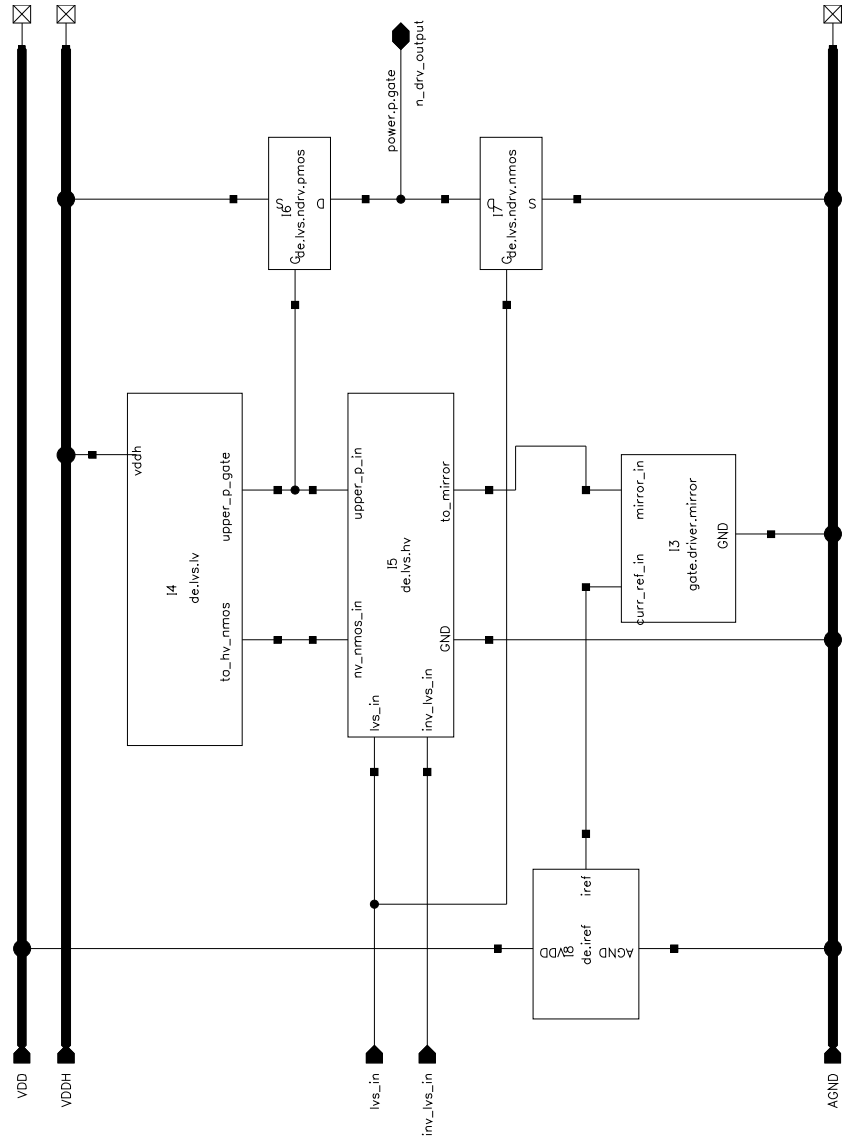 VDD
VDDH
AGND
lvs_in
inv_lvs_in
power.p.gate
n_drv_output
S
D
G
I6
de.lvs.ndrv.pmos
D
S
G
I7
de.lvs.ndrv.nmos
vddh
upper_p_gate
to_hv_nmos
I4
de.lvs.lv
upper_p_in
nv_nmos_in
to_mirror
GND
lvs_in
inv_lvs_in
I5
de.lvs.hv
mirror_in
curr_ref_in
GND
I3
gate.driver.mirror
iref
VDD
AGND
I8
de.iref